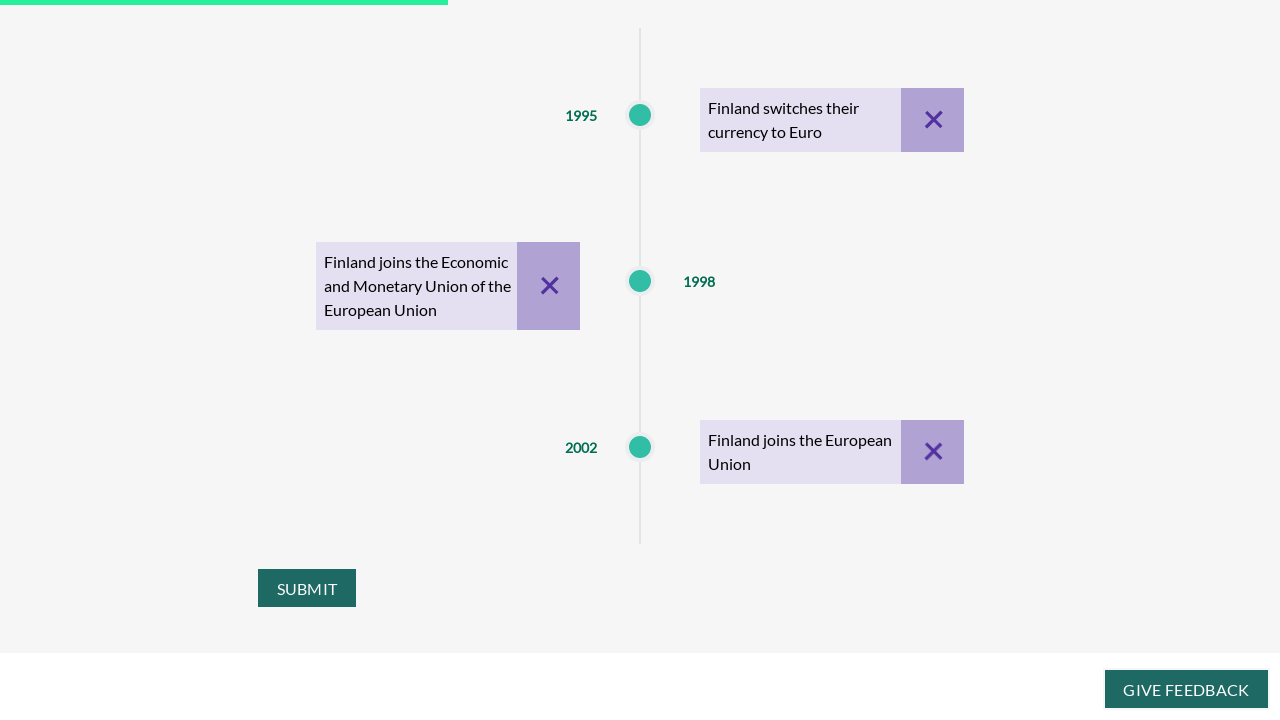 1995
Finland switches their
currency to Euro
Finland joins the Economic
and Monetary Union of the
European Union
1998
2002
Finland joins the European
Union
SUBMIT
GIVE FEEDBACK